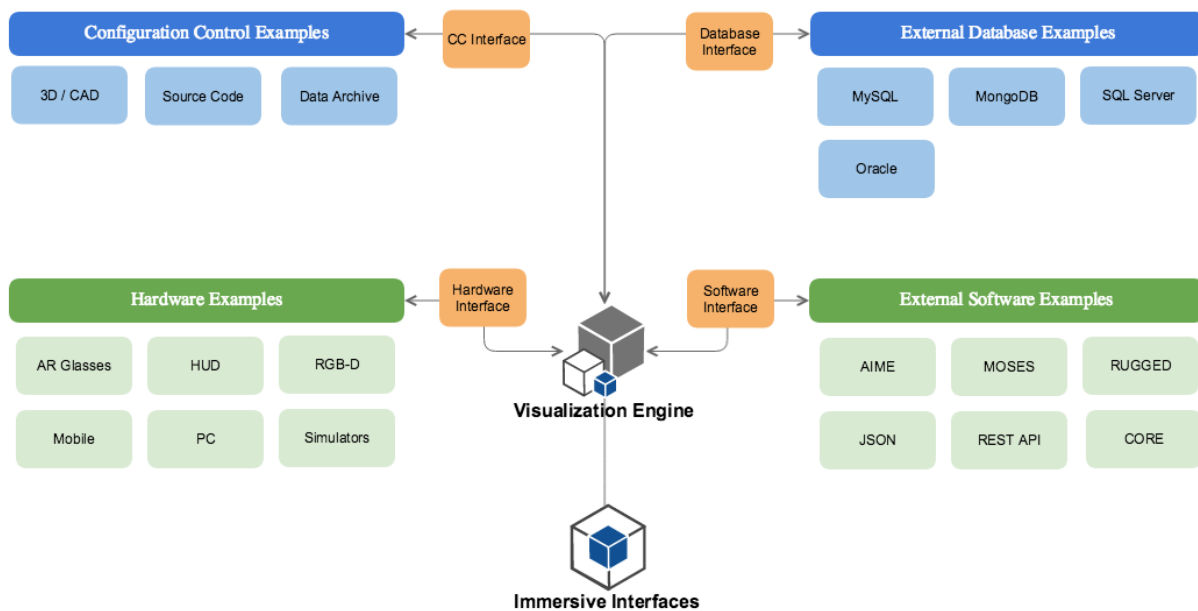 Configuration Control Examples
CC Interface
Database
Interface
External Database Examples
3D / CAD
Source Code
Data Archive
MySQL
MongoDB
SQL Server
Oracle
Hardware Examples
Hardware
Interface
Software
Interface
External Software Examples
AR Glasses
HUD
RGB-D
AIME
MOSES
RUGGED
Visualization Engine
Mobile
PC
Simulators
JSON
REST API
CORE
Immersive Interfaces